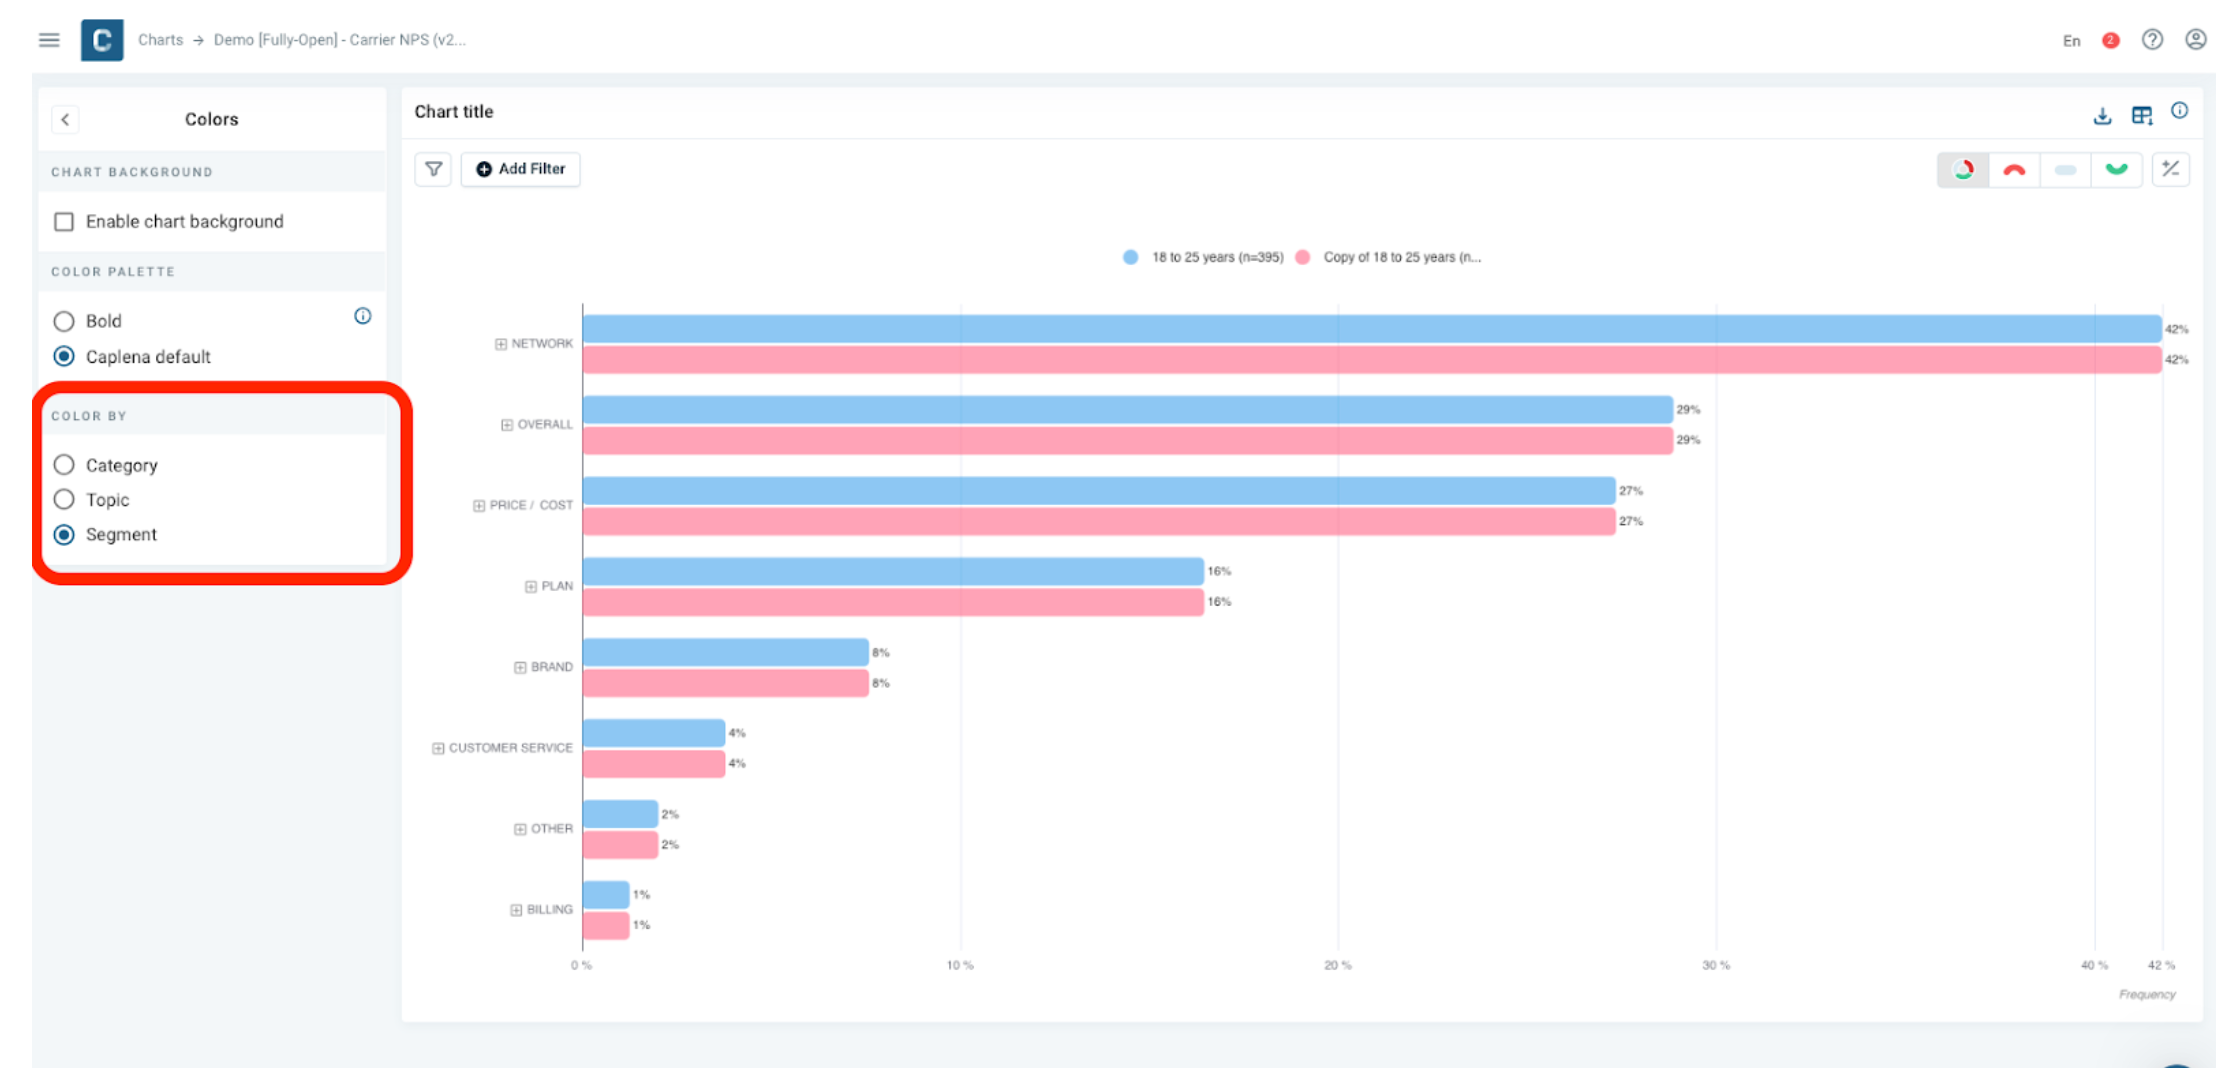 C
Charts → Demo [Fully-Open] - Carrier NPS (v2...
En 2
Colors
CHART BACKGROUND
Enable chart background
COLOR PALETTE
Bold
Caplena default
COLOR BY
Category
Topic
Segment
Chart title
Add Filter
18 to 25 years (n=395) Copy of 18 to 25 years (n...
NETWORK 42%
42%
OVERALL 29%
29%
PRICE / COST 27%
27%
PLAN 16%
16%
BRAND 8%
8%
CUSTOMER SERVICE 4%
4%
OTHER 2%
2%
BILLING 1%
1%
0 % 10 % 20 % 30 % 40 % 42 %
Frequency